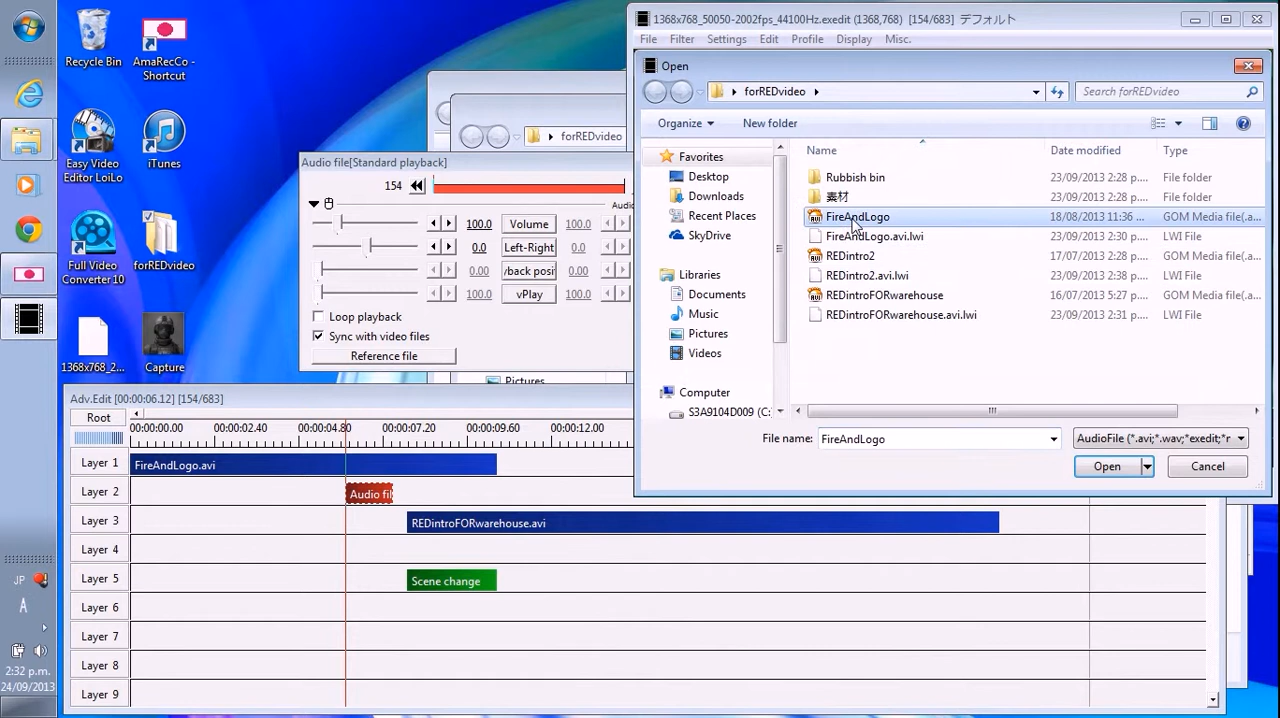 Recycle Bin
AmaRecCo -
Shortcut
Easy Video
Editor LoiLo
iTunes
Full Video
Converter 10
forREDvideo
1368x768_2...
Capture
JP
A
2:32 p.m.
24/09/2013
1368x768_50050-2002fps_44100Hz.exedit (1368,768) [154/683] デフォルト
File Filter Settings Edit Profile Display Misc.
Open
forREDvideo
Search forREDvideo
Organize
New folder
Favorites
Desktop
Downloads
Recent Places
SkyDrive
Libraries
Documents
Music
Pictures
Videos
Computer
S3A9104D009 (C:
Name Date modified Type
Rubbish bin 23/09/2013 2:28 p.... File folder
素材 23/09/2013 2:28 p.... File folder
FireAndLogo 18/08/2013 11:36 ... GOM Media file(.a...
FireAndLogo.avi.lwi 23/09/2013 2:30 p.... LWI File
REDintro2 17/07/2013 2:28 p.... GOM Media file(.a...
REDintro2.avi.lwi 23/09/2013 2:38 p.... LWI File
REDintroFORwarehouse 16/07/2013 5:27 p.... GOM Media file(.a...
REDintroFORwarehouse.avi.lwi 23/09/2013 2:31 p.... LWI File
File name: FireAndLogo
AudioFile (*.avi;*.wav;*exedit;*r
Open Cancel
forREDvideo
Audio file[Standard playback]
154
Audio
100.0 Volume 100.0
0.0 Left-Right 0.0
0.00 /back posit 0.00
100.0 vPlay 100.0
Loop playback
Sync with video files
Reference file
Pictures
Adv.Edit [00:00:06.12] [154/683]
Root 00:00:00.00 00:00:02.40 00:00:04.80 00:00:07.20 00:00:09.60 00:00:12.00
Layer 1 FireAndLogo.avi
Layer 2 Audio fil
Layer 3 REDintroFORwarehouse.avi
Layer 4
Layer 5 Scene change
Layer 6
Layer 7
Layer 8
Layer 9